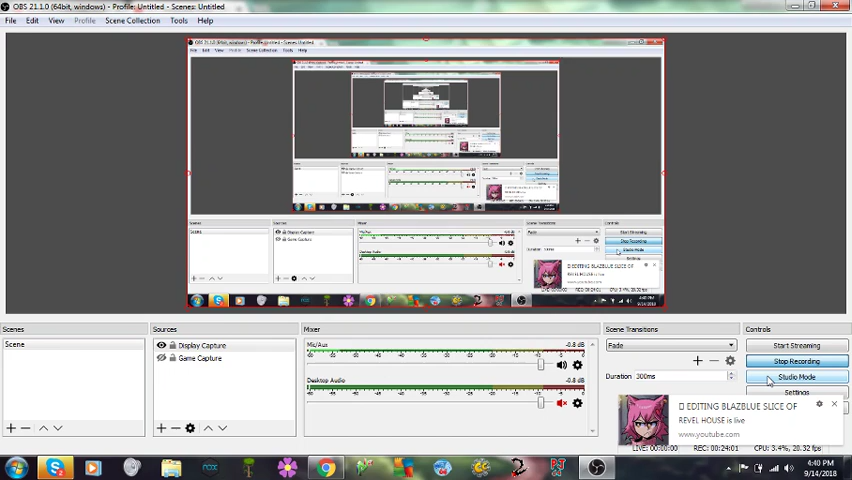 OBS 21.1.0 (64bit, windows) - Profile: Untitled - Scenes: Untitled
File Edit View Profile Scene Collection Tools Help
Scenes
Sources
Mixer
Scene Transitions
Controls
Scene
Display Capture
Game Capture
Mic/Aux
-0.8 dB
Desktop Audio
-0.8 dB
Fade
Duration 300ms
Start Streaming
Stop Recording
Studio Mode
Settings
EDITING BLAZBLUE SLICE OF
REVEL HOUSE is live
www.youtube.com
LIVE: 00:00:00 REC: 00:24:01 CPU: 3.4%, 20.32 fps
4:40 PM
9/14/2018